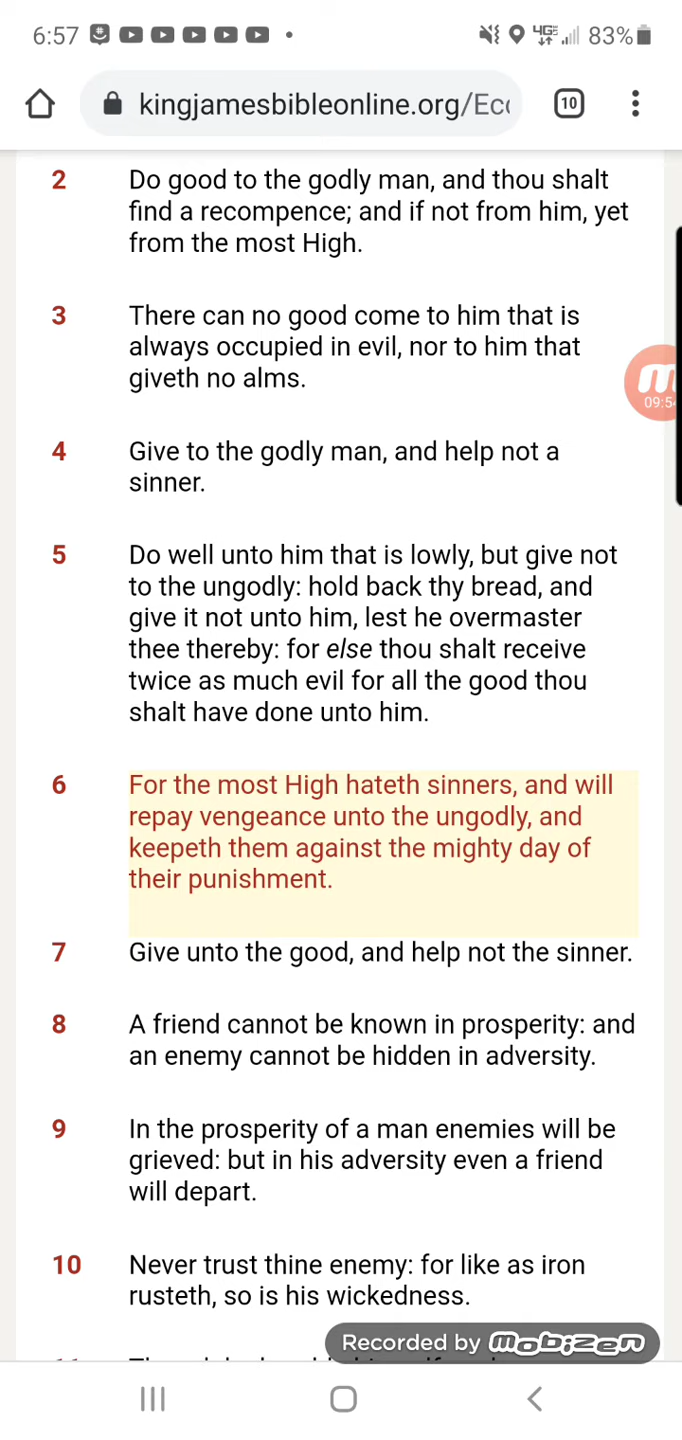 6:57
4GE
83%
kingjamesbibleonline.org/Ecc
10
2 Do good to the godly man, and thou shalt
find a recompence; and if not from him, yet
from the most High.
3 There can no good come to him that is
always occupied in evil, nor to him that
giveth no alms.
09:5
4 Give to the godly man, and help not a
sinner.
5 Do well unto him that is lowly, but give not
to the ungodly: hold back thy bread, and
give it not unto him, lest he overmaster
thee thereby: for else thou shalt receive
twice as much evil for all the good thou
shalt have done unto him.
6 For the most High hateth sinners, and will
repay vengeance unto the ungodly, and
keepeth them against the mighty day of
their punishment.
7 Give unto the good, and help not the sinner.
8 A friend cannot be known in prosperity: and
an enemy cannot be hidden in adversity.
9 In the prosperity of a man enemies will be
grieved: but in his adversity even a friend
will depart.
10 Never trust thine enemy: for like as iron
rusteth, so is his wickedness.
Recorded by mobizen